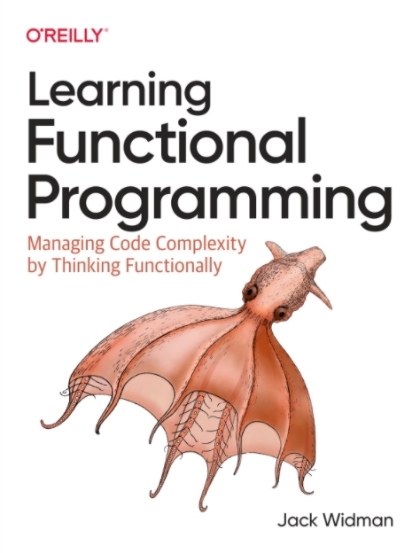 O'REILLY®
Learning
Functional
Programming
Managing Code Complexity
by Thinking Functionally
Jack Widman